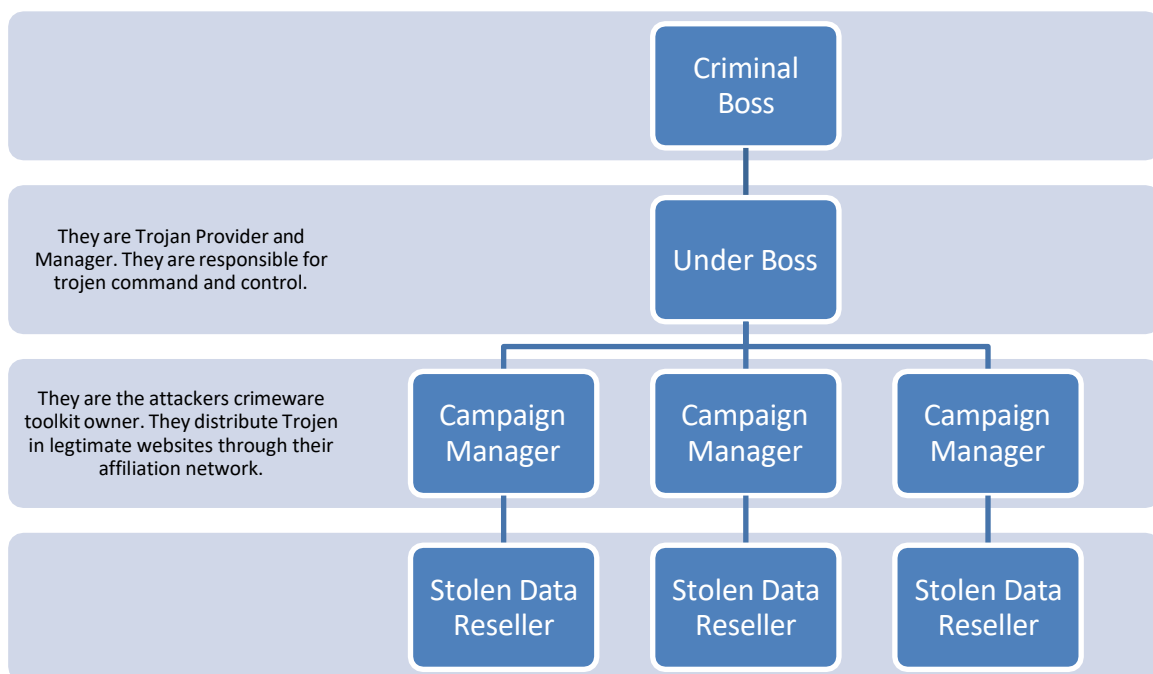 Criminal
Boss
They are Trojan Provider and
Manager. They are responsible for
trojen command and control.
Under Boss
They are the attackers crimeware
toolkit owner. They distribute Trojen
in legtimate websites through their
affiliation network.
Campaign
Manager
Campaign
Manager
Campaign
Manager
Stolen Data
Reseller
Stolen Data
Reseller
Stolen Data
Reseller